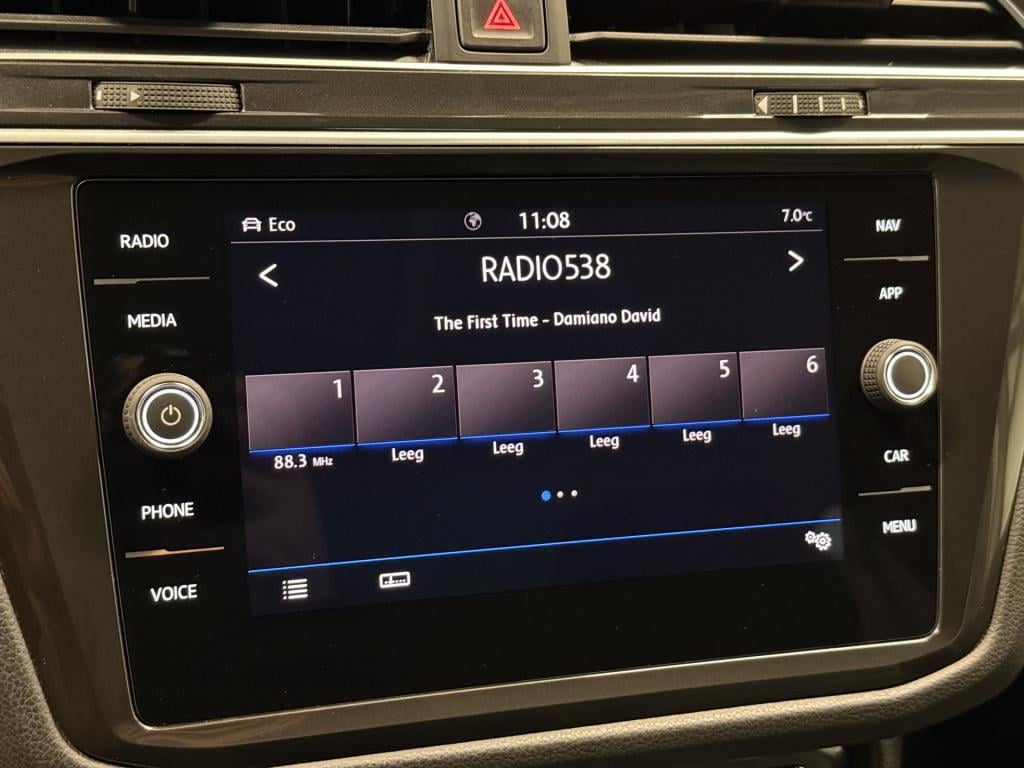 RADIO
MEDIA
PHONE
VOICE
Eco
11:08
7.0°C
<
RADIO538
>
The First Time - Damiano David
1
2
3
4
5
6
88.3 MHz
Leeg
Leeg
Leeg
Leeg
Leeg
NAV
APP
CAR
MENU